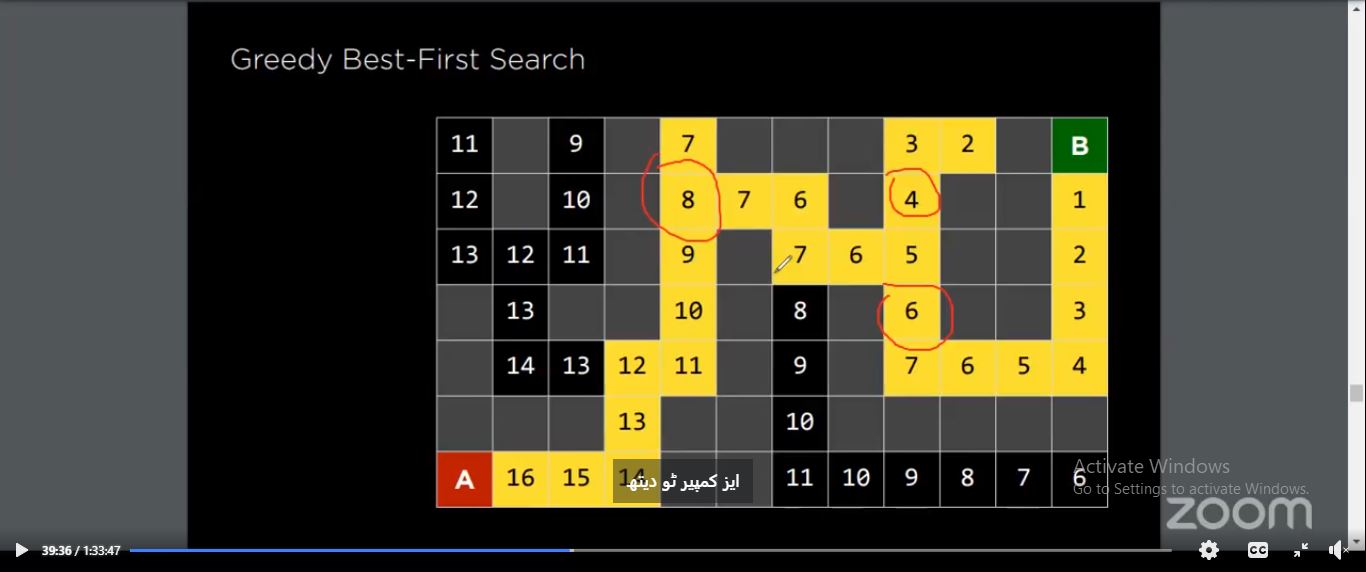 Greedy Best-First Search
11 9 7 3 2 B
12 10 8 7 6 4 1
13 12 11 9 7 6 5 2
13 10 8 6 3
14 13 12 11 9 7 6 5 4
13 10
A 16 15 14 11 10 9 8 7 6
ایز کمپیر ٹو دیٹھ
Activate Windows
Go to Settings to activate Windows.
zoom
39:36 / 1:33:47
CC